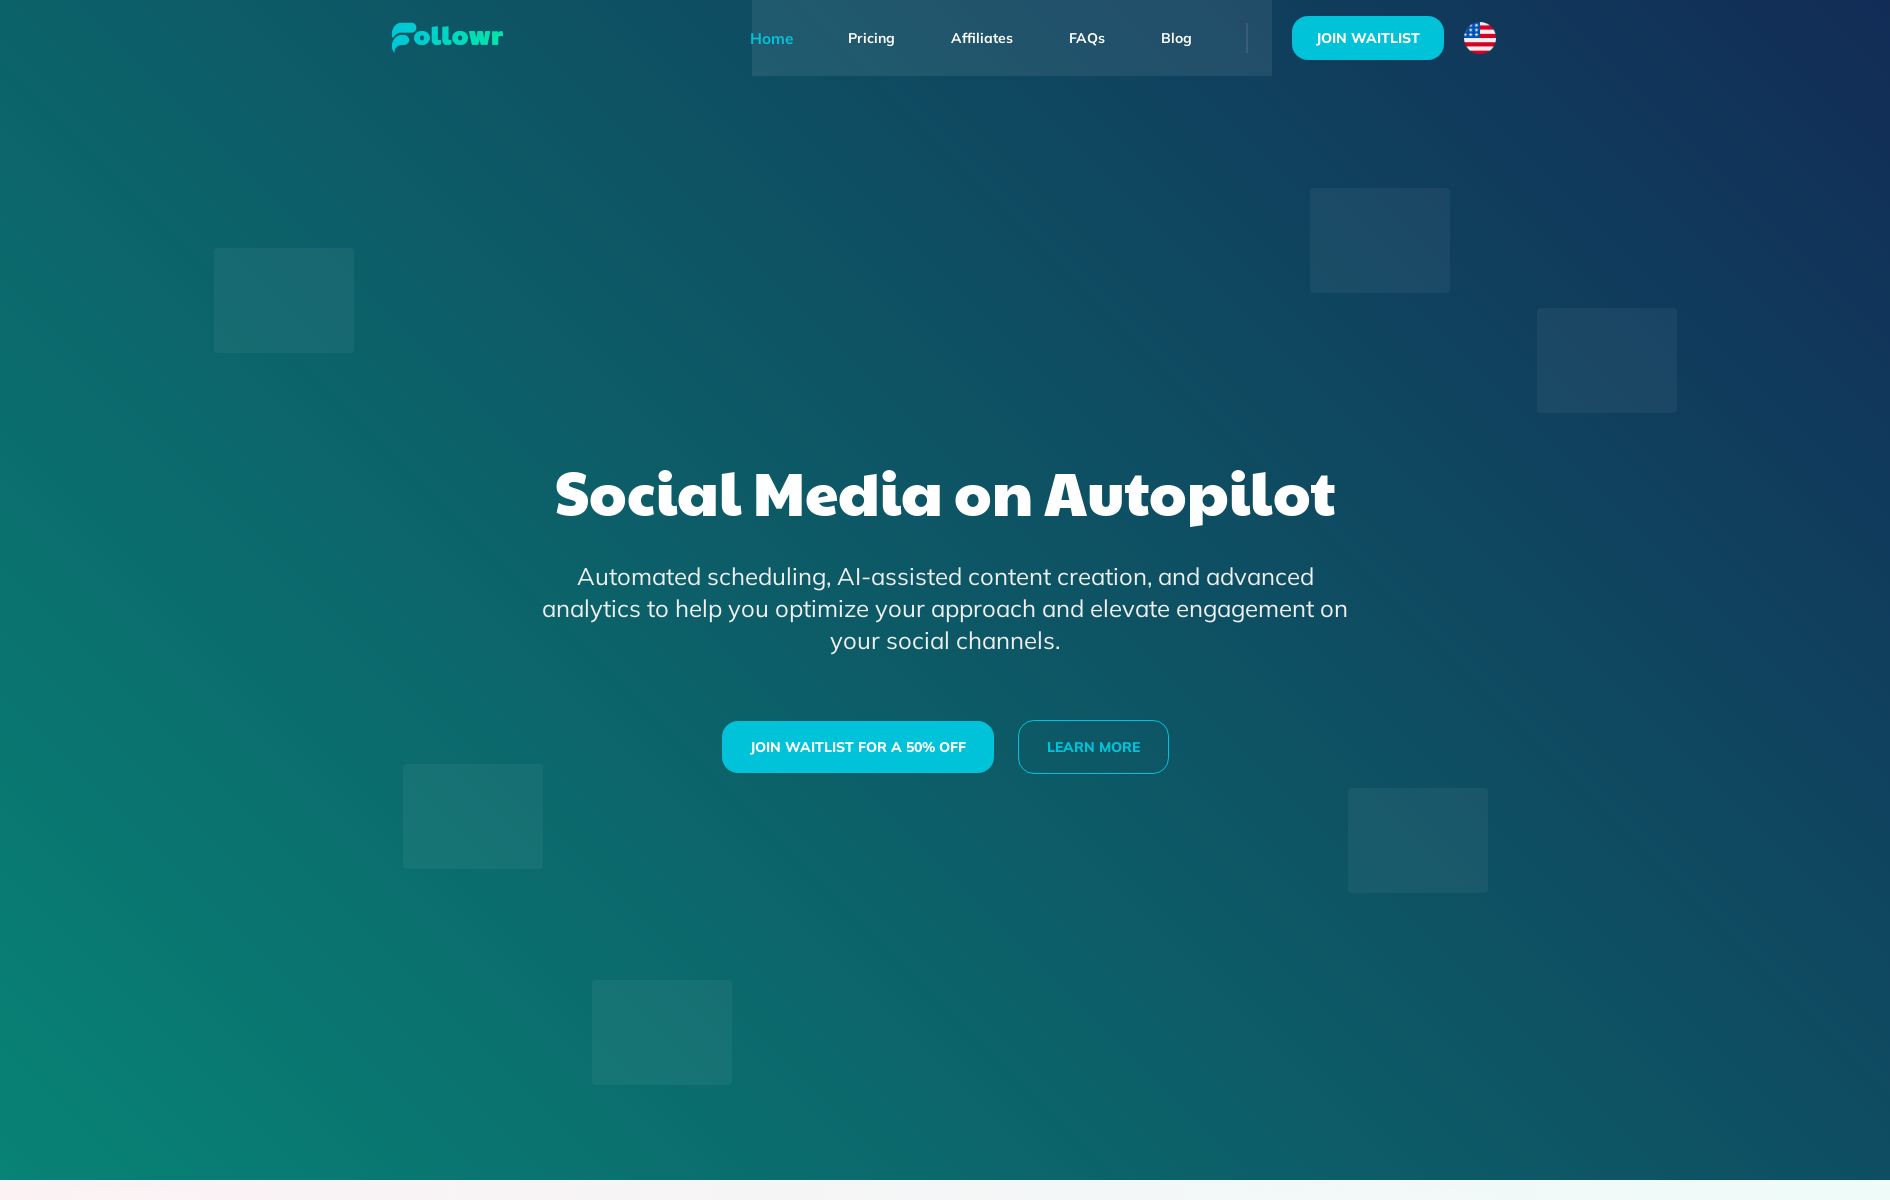 Followr
Home
Pricing
Affiliates
FAQs
Blog
JOIN WAITLIST
Social Media on Autopilot
Automated scheduling, AI-assisted content creation, and advanced
analytics to help you optimize your approach and elevate engagement on
your social channels.
JOIN WAITLIST FOR A 50% OFF
LEARN MORE